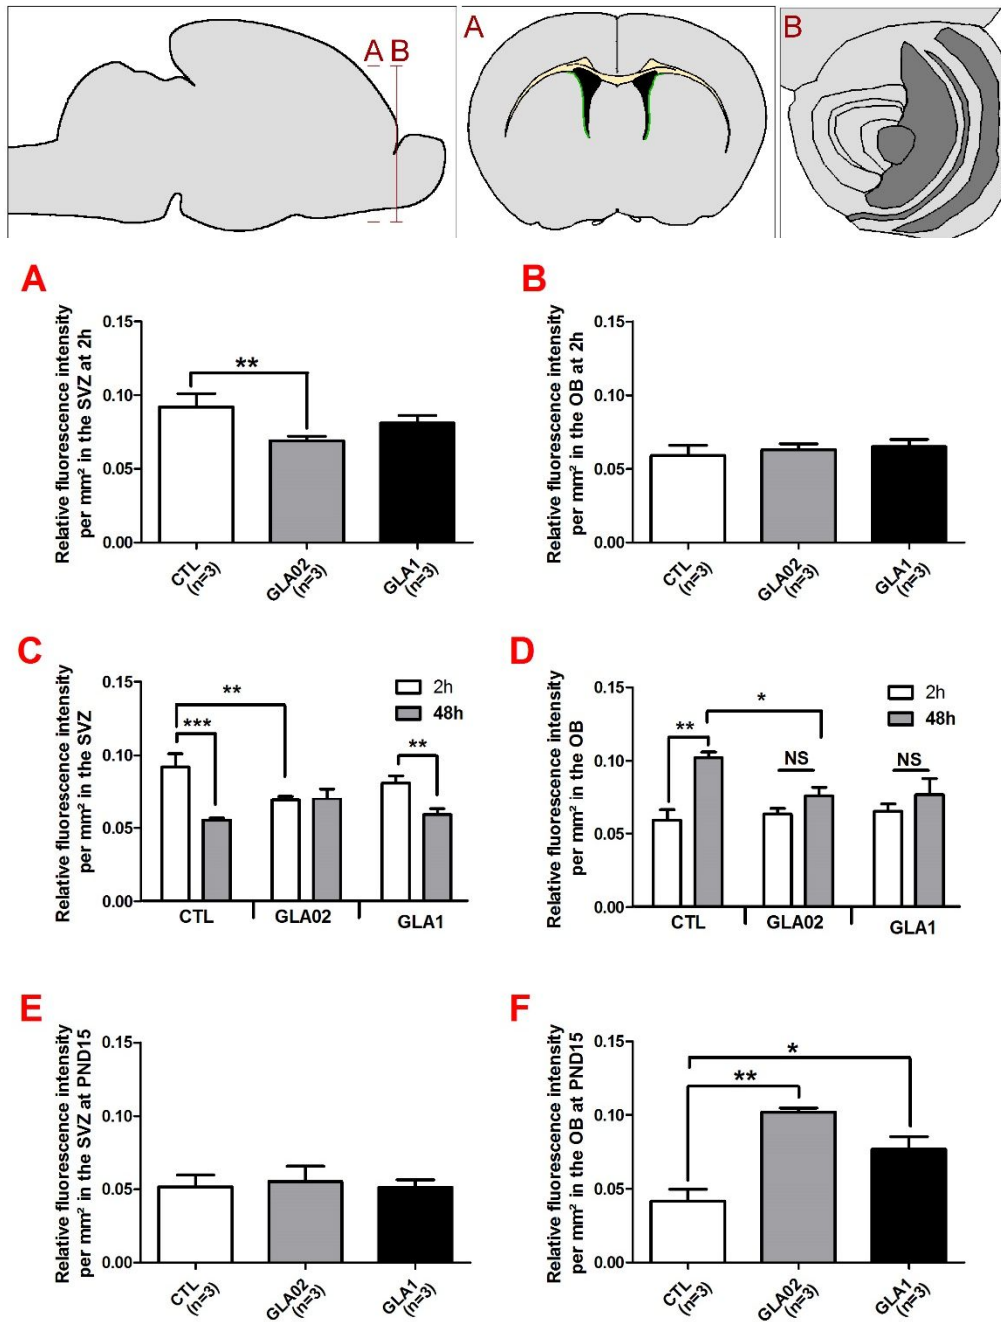 A B
A
B
A
Relative fluorescence intensity
per mm² in the SVZ at 2h
0.15
0.10
0.05
0.00
**
CTL
(n=3)
GLA02
(n=3)
GLA1
(n=3)
B
Relative fluorescence intensity
per mm² in the OB at 2h
0.15
0.10
0.05
0.00
CTL
(n=3)
GLA02
(n=3)
GLA1
(n=3)
C
Relative fluorescence intensity
per mm² in the SVZ
0.15
0.10
0.05
0.00
**
***
**
2h
48h
CTL
GLA02
GLA1
D
Relative fluorescence intensity
per mm² in the OB
0.15
0.10
0.05
0.00
*
**
NS
NS
2h
48h
CTL
GLA02
GLA1
E
Relative fluorescence intensity
per mm² in the SVZ at PND15
0.15
0.10
0.05
0.00
CTL
(n=3)
GLA02
(n=3)
GLA1
(n=3)
F
Relative fluorescence intensity
per mm² in the OB at PND15
0.15
0.10
0.05
0.00
*
**
CTL
(n=3)
GLA02
(n=3)
GLA1
(n=3)